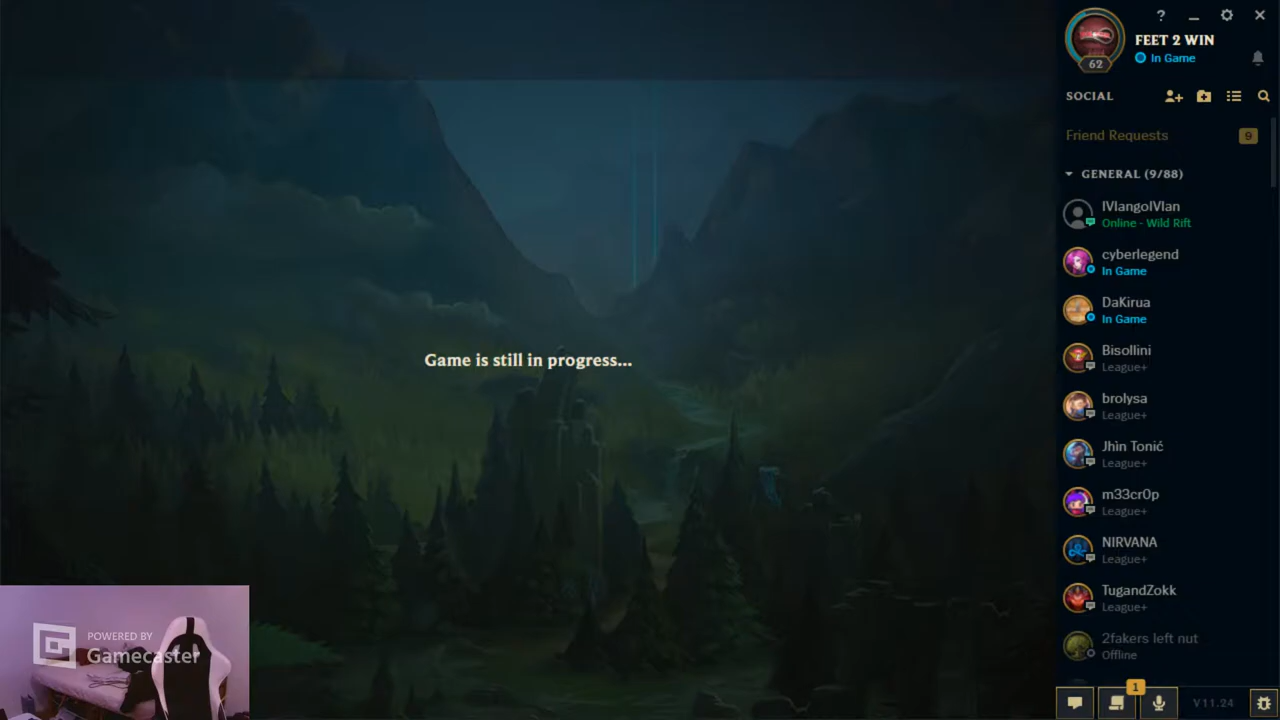 ?
FEET 2 WIN
In Game
62
SOCIAL
Friend Requests
9
GENERAL (9/88)
IVIangoIVIan
Online - Wild Rift
cyberlegend
In Game
DaKirua
In Game
Bisollini
League+
brolysa
League+
Jhin Tonić
League+
m33cr0p
League+
NIRVANA
League+
TugandZokk
League+
2fakers left nut
Offline
1
V11.24
Game is still in progress...
POWERED BY
Gamecaster